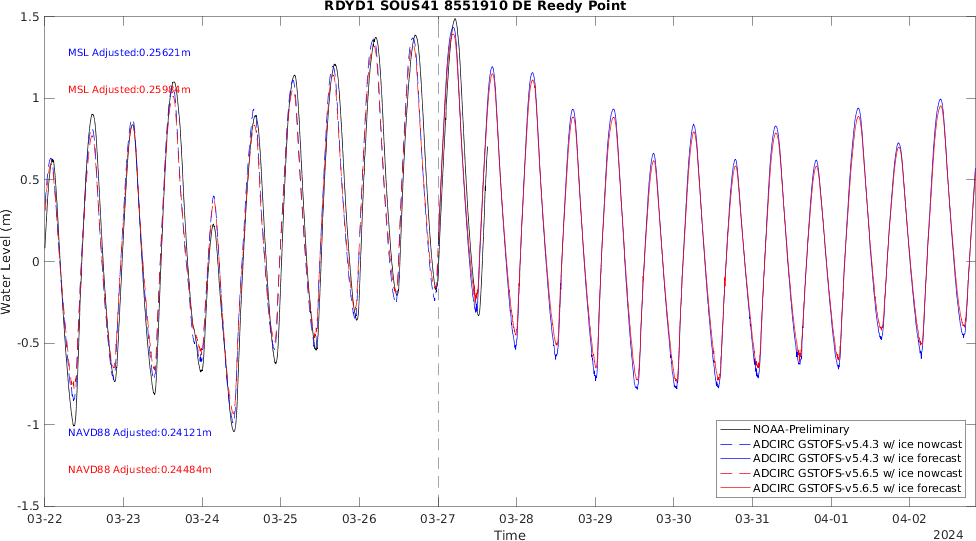 RDYD1 SOUS41 8551910 DE Reedy Point
1.5
1
0.5
0
-0.5
-1
-1.5
Water Level (m)
MSL Adjusted:0.25621m
MSL Adjusted:0.25984m
NAVD88 Adjusted:0.24121m
NAVD88 Adjusted:0.24484m
NOAA-Preliminary
ADCIRC GSTOFS-v5.4.3 w/ ice nowcast
ADCIRC GSTOFS-v5.4.3 w/ ice forecast
ADCIRC GSTOFS-v5.6.5 w/ ice nowcast
ADCIRC GSTOFS-v5.6.5 w/ ice forecast
03-22 03-23 03-24 03-25 03-26 03-27 03-28 03-29 03-30 03-31 04-01 04-02
Time
2024